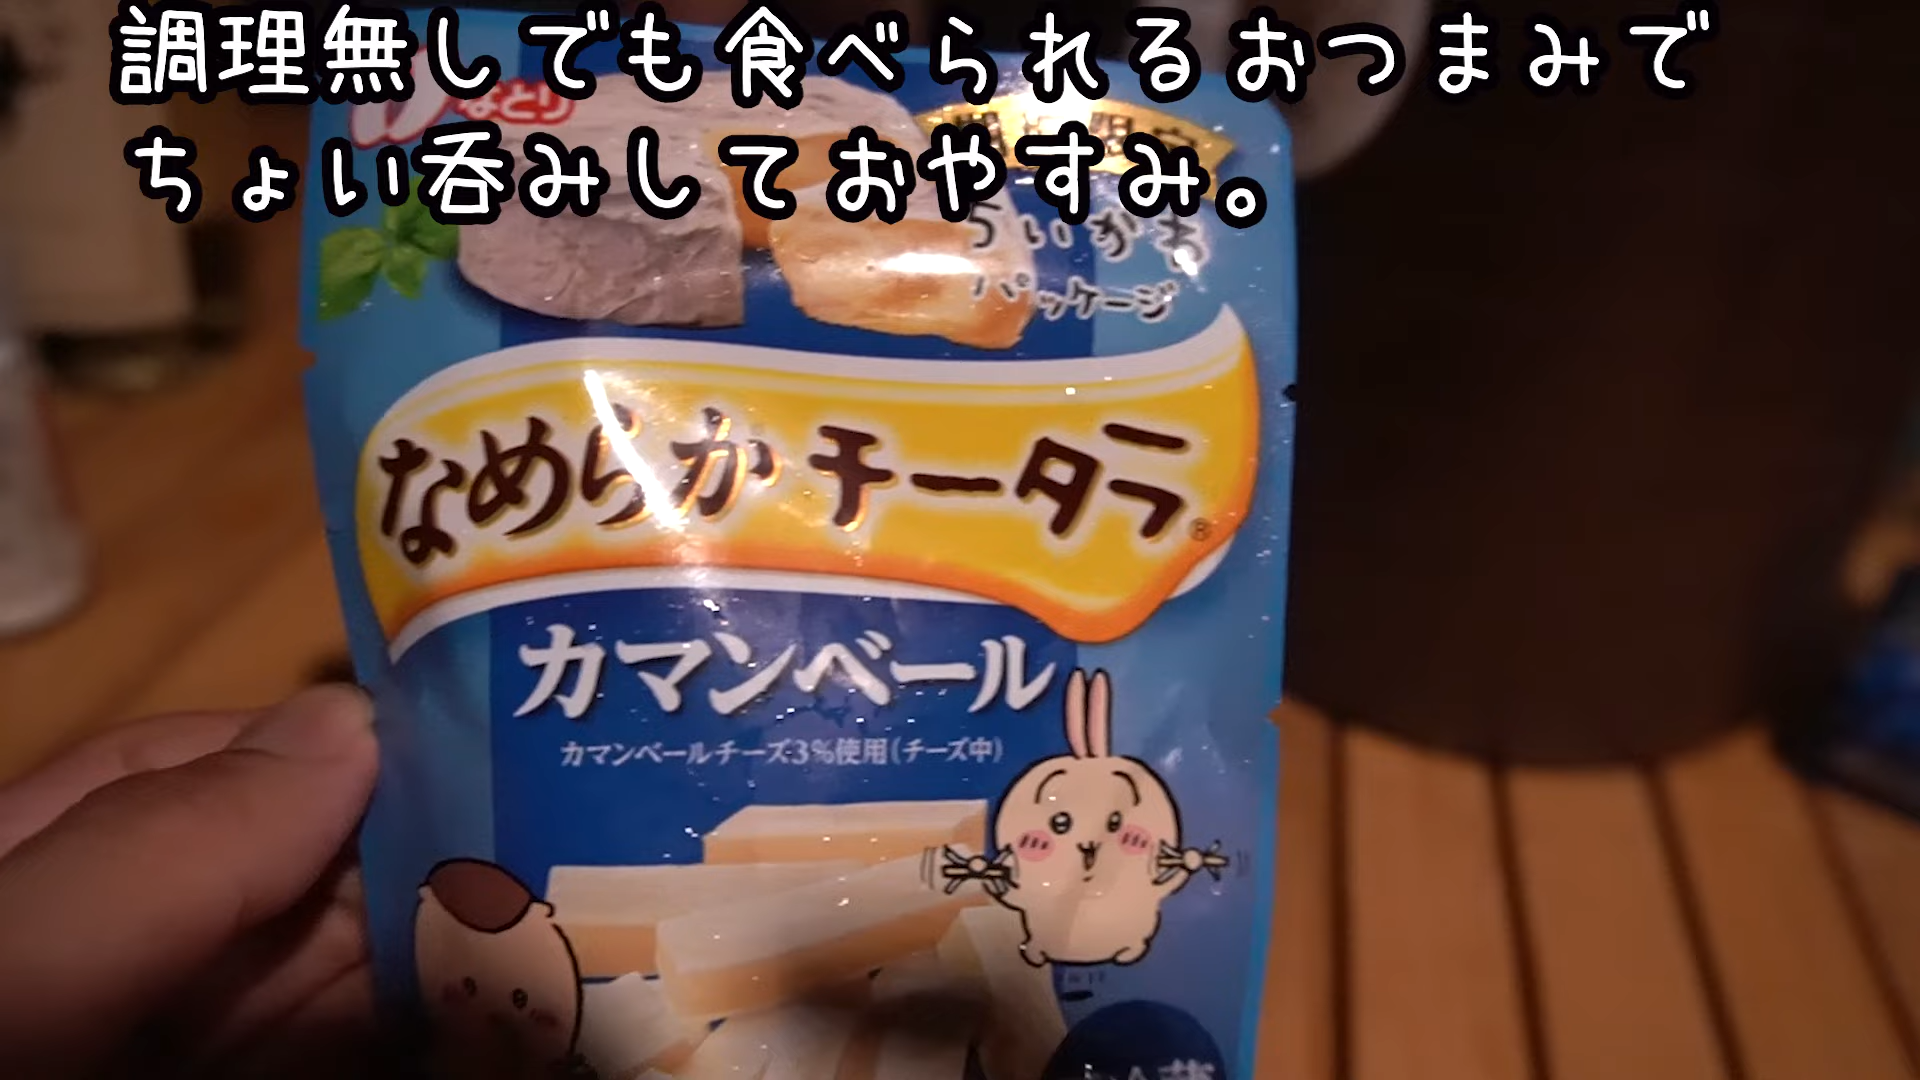 調理無しでも食べられるおつまみで
ちょい呑みしておやすみ。
なとり
ちいかわ
パッケージ
なめらかチータラ®
カマンベール
カマンベールチーズ3%使用(チーズ中)